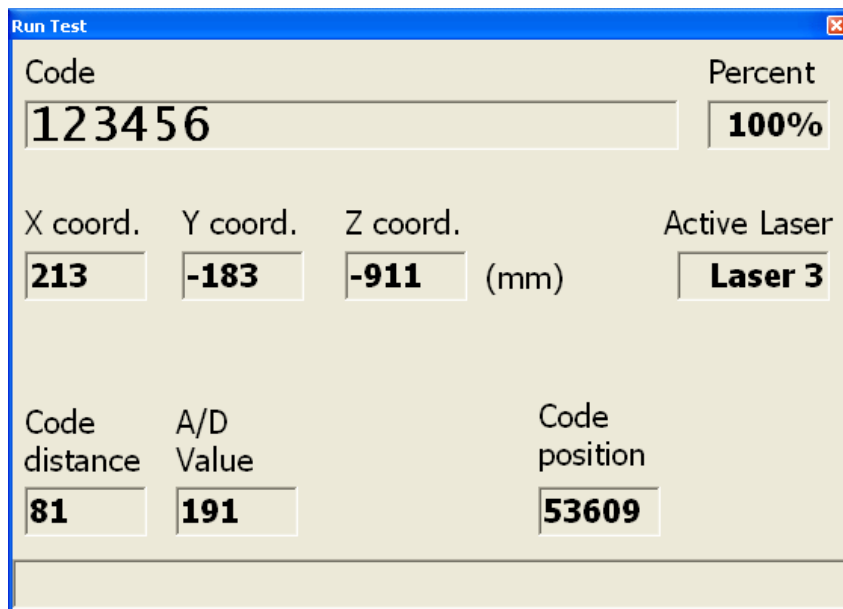 Run Test
Code Percent
123456 100%
X coord. Y coord. Z coord. Active Laser
213 -183 -911 (mm) Laser 3
Code A/D Code
distance Value position
81 191 53609